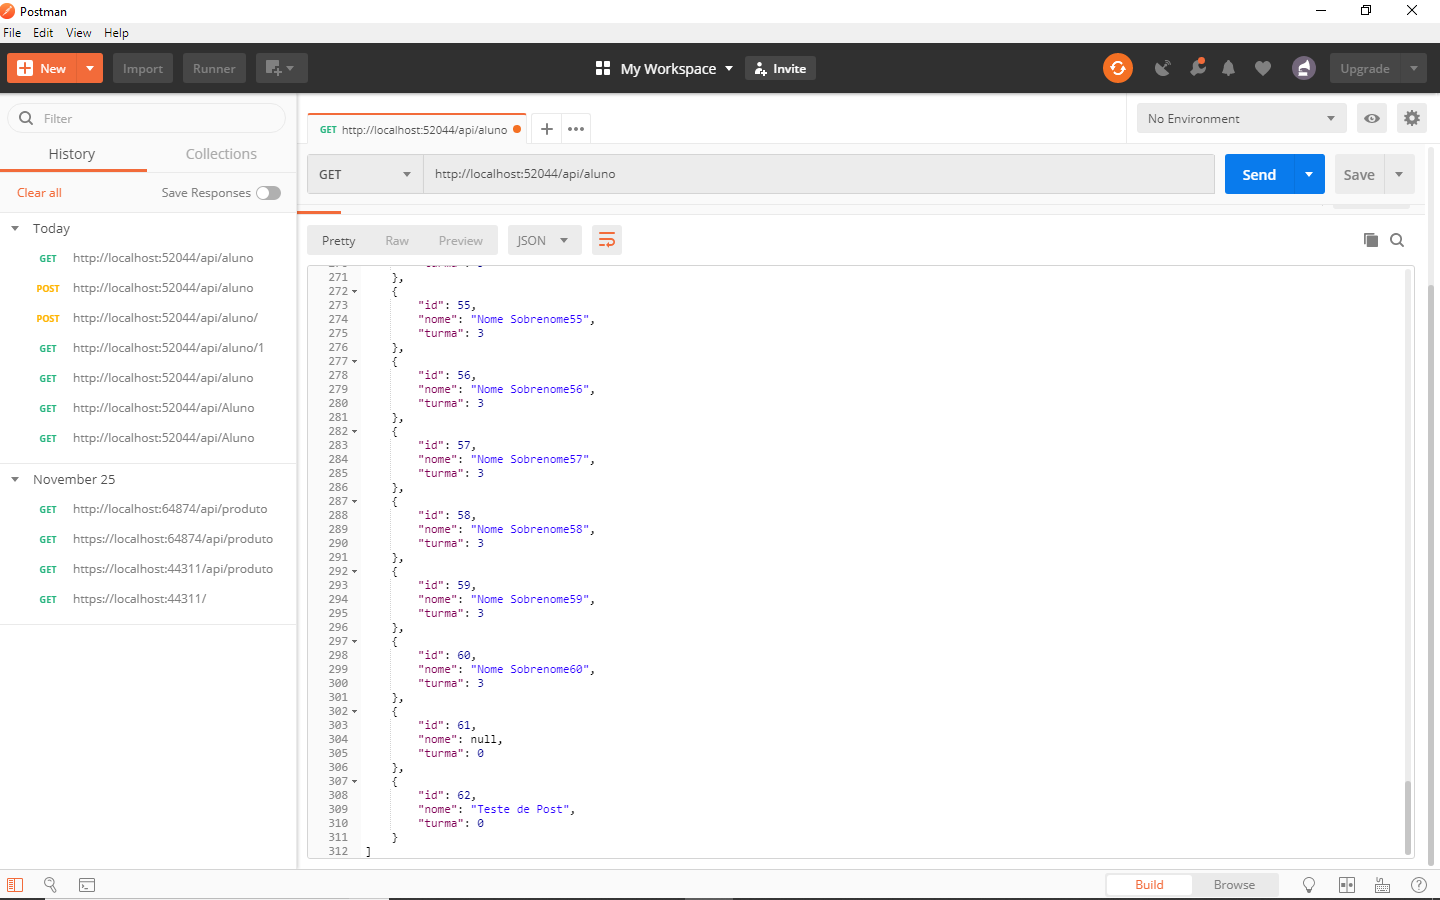 Postman
File Edit View Help
New Import Runner My Workspace Invite Upgrade
Filter
History Collections
Clear all Save Responses
Today
GET http://localhost:52044/api/aluno
POST http://localhost:52044/api/aluno
POST http://localhost:52044/api/aluno/
GET http://localhost:52044/api/aluno/1
GET http://localhost:52044/api/aluno
GET http://localhost:52044/api/Aluno
GET http://localhost:52044/api/Aluno
November 25
GET http://localhost:64874/api/produto
GET https://localhost:64874/api/produto
GET https://localhost:44311/api/produto
GET https://localhost:44311/
GET http://localhost:52044/api/aluno
No Environment
GET http://localhost:52044/api/aluno Send Save
Pretty Raw Preview JSON
271 },
272 {
273 "id": 55,
274 "nome": "Nome Sobrenome55",
275 "turma": 3
276 },
277 {
278 "id": 56,
279 "nome": "Nome Sobrenome56",
280 "turma": 3
281 },
282 {
283 "id": 57,
284 "nome": "Nome Sobrenome57",
285 "turma": 3
286 },
287 {
288 "id": 58,
289 "nome": "Nome Sobrenome58",
290 "turma": 3
291 },
292 {
293 "id": 59,
294 "nome": "Nome Sobrenome59",
295 "turma": 3
296 },
297 {
298 "id": 60,
299 "nome": "Nome Sobrenome60",
300 "turma": 3
301 },
302 {
303 "id": 61,
304 "nome": null,
305 "turma": 0
306 },
307 {
308 "id": 62,
309 "nome": "Teste de Post",
310 "turma": 0
311 }
312 ]
Build Browse